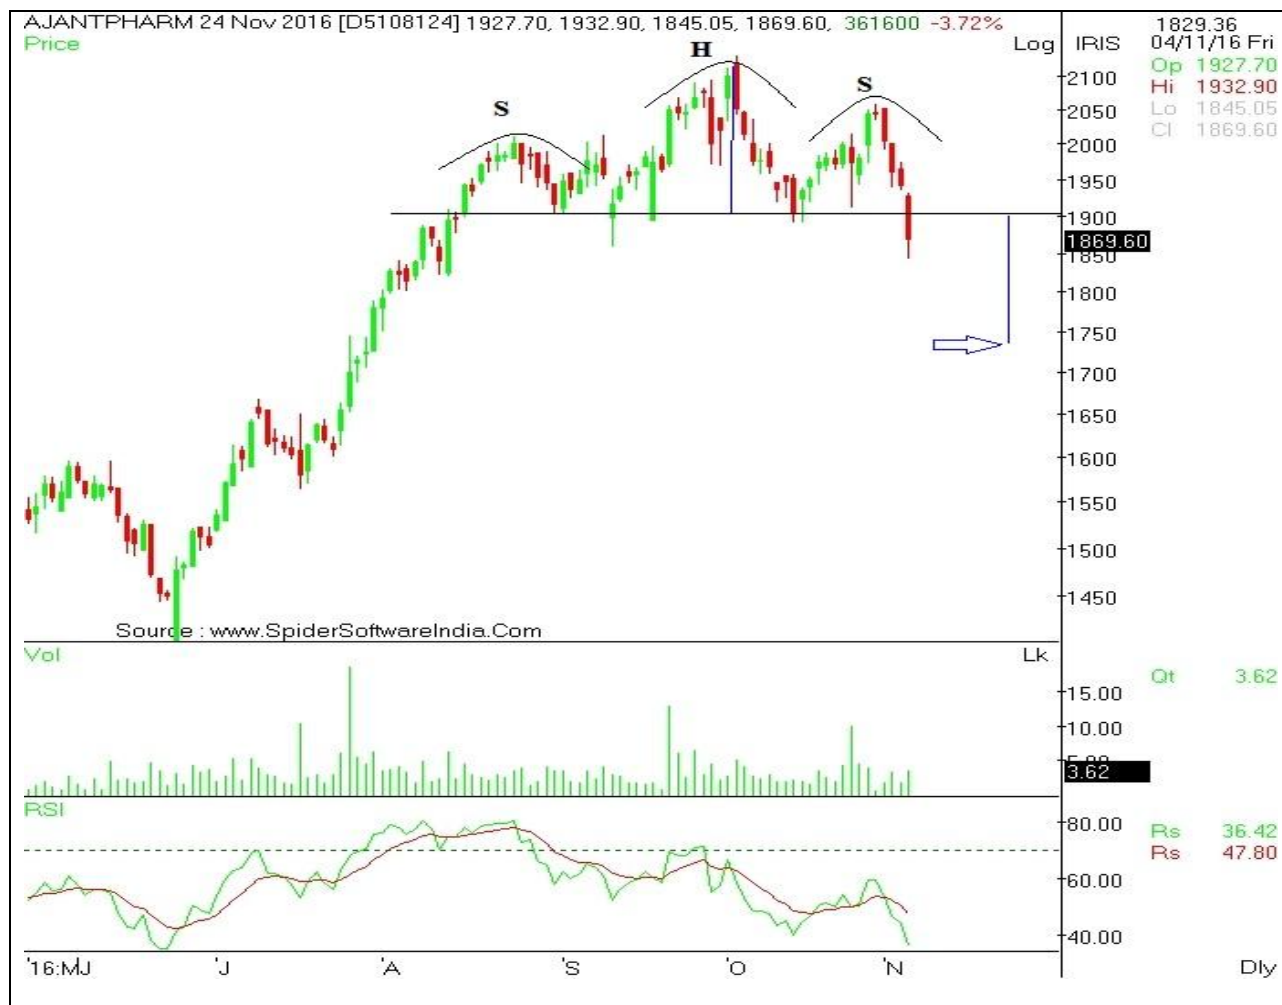 AJANTPHARM 24 Nov 2016 [D5108124] 1927.70, 1932.90, 1845.05, 1869.60, 361600 -3.72%
1829.36
Price
Log
IRIS
04/11/16 Fri
Op 1927.70
Hi 1932.90
Lo 1845.05
Cl 1869.60
S
H
S
2100
2050
2000
1950
1900
1869.60
1850
1800
1750
1700
1650
1600
1550
1500
1450
Source : www.SpiderSoftwareIndia.Com
Vol
Lk
Qt 3.62
15.00
10.00
5.00
3.62
RSI
80.00
60.00
40.00
Rs 36.42
Rs 47.80
'16:MJ 'J 'A 'S 'O 'N
Dly